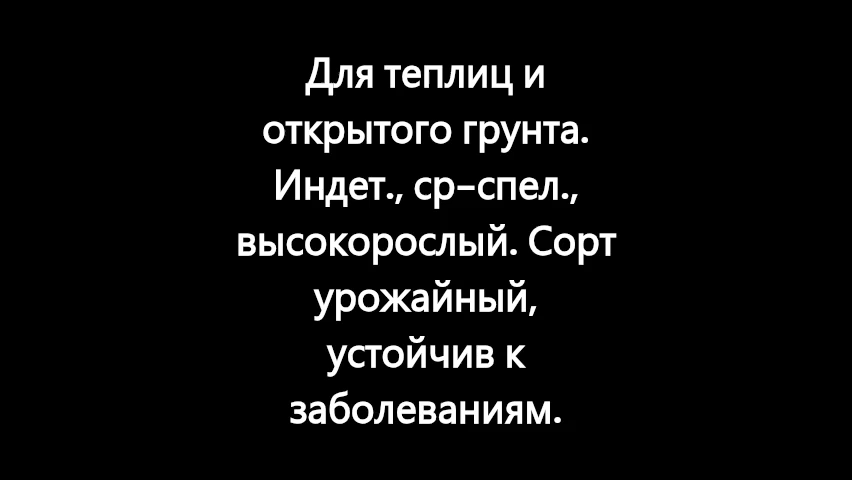 Для теплиц и
открытого грунта.
Индет., ср-спел.,
высокорослый. Сорт
урожайный,
устойчив к
заболеваниям.